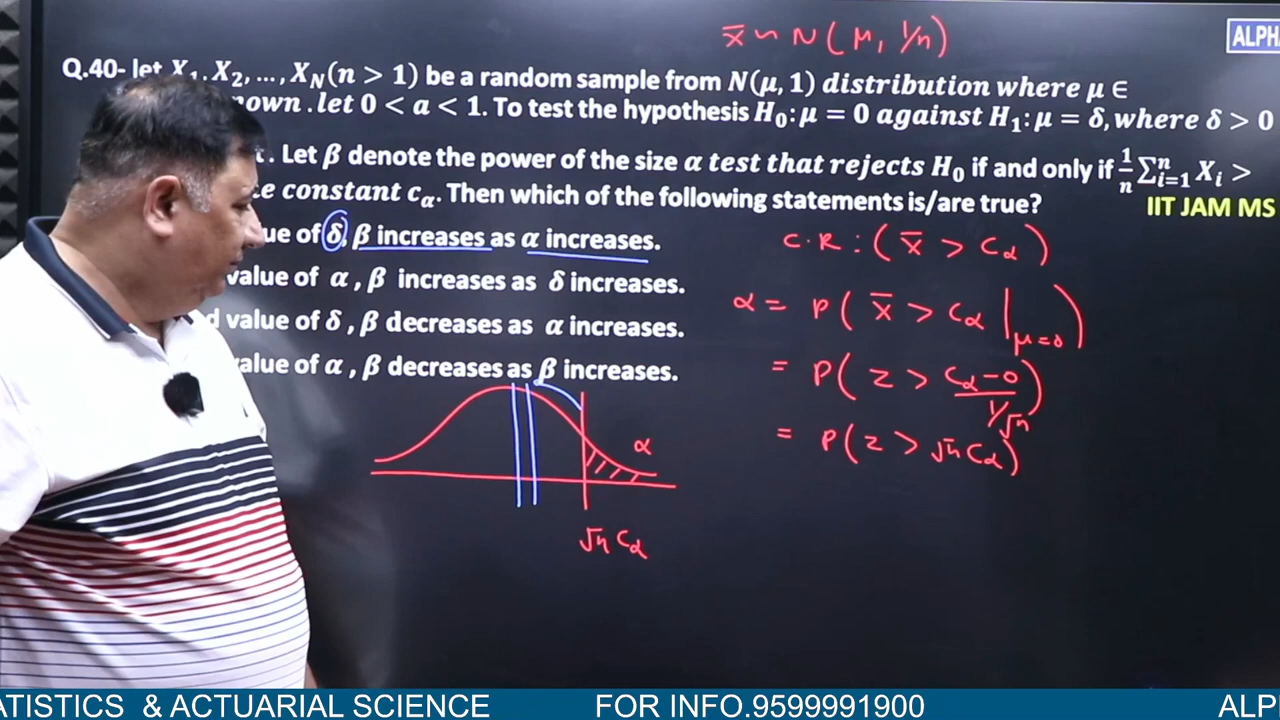 x̄ ~ N(μ, 1/n)
ALPH
Q.40- let X₁, X₂, ..., X_N(n > 1) be a random sample from N(μ, 1) distribution where μ ∈
nown . let 0 < a < 1. To test the hypothesis H₀: μ = 0 against H₁: μ = δ, where δ > 0
. Let β denote the power of the size α test that rejects H₀ if and only if 1/n ∑ⁿᵢ₌₁ Xᵢ >
e constant c_α. Then which of the following statements is/are true?
IIT JAM MS
ue of δ, β increases as α increases.
value of α , β increases as δ increases.
d value of δ , β decreases as α increases.
alue of α , β decreases as β increases.
C.R : (x̄ > C_α)
α = P(x̄ > C_α |μ=0)
= P(Z > (C_α-0)/(1/√n))
= P(Z > √n C_α)
α
√n C_α
ATISTICS & ACTUARIAL SCIENCE FOR INFO.9599991900 ALP